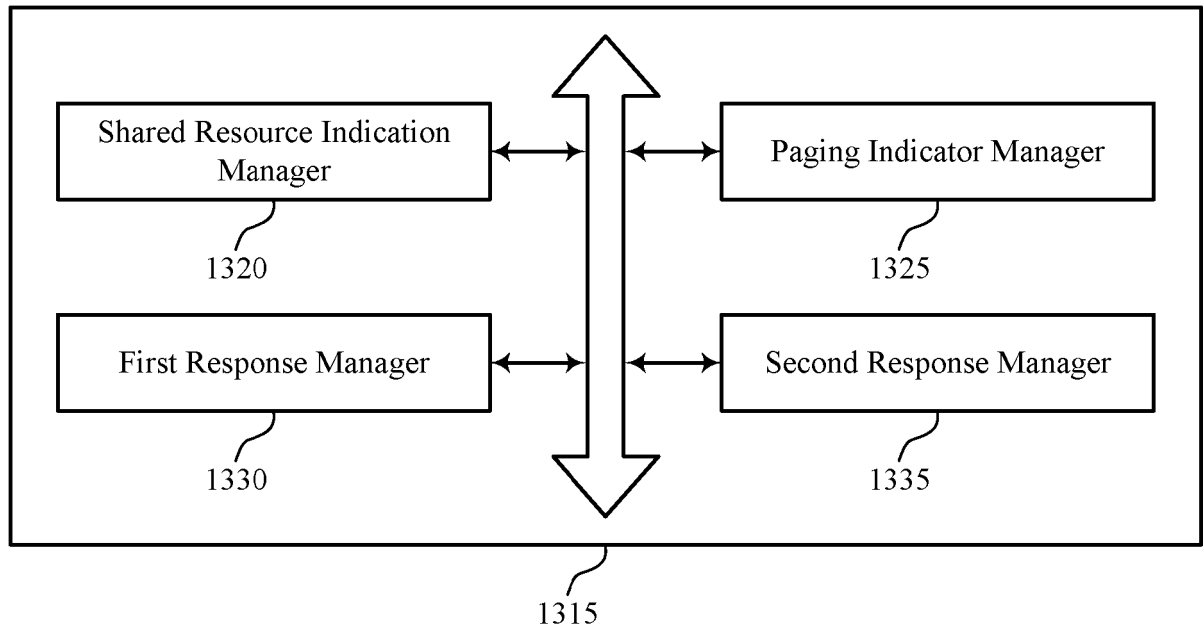 Shared Resource Indication
Manager
Paging Indicator Manager
1320
1325
First Response Manager
Second Response Manager
1330
1335
1315